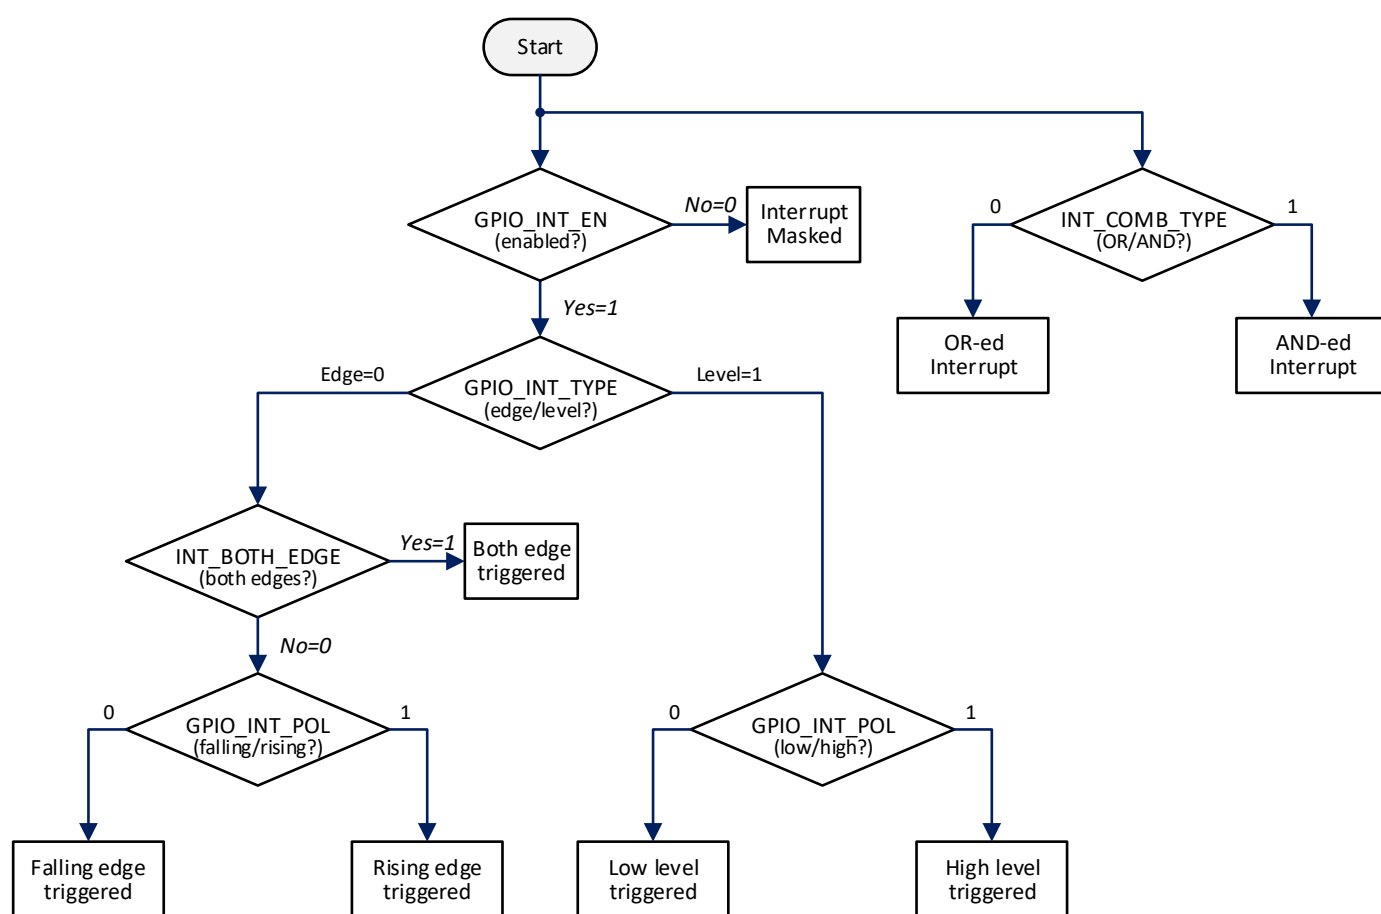 Start
GPIO_INT_EN
(enabled?)
No=0
Interrupt
Masked
0
INT_COMB_TYPE
(OR/AND?)
1
Yes=1
OR-ed
Interrupt
AND-ed
Interrupt
Edge=0
GPIO_INT_TYPE
(edge/level?)
Level=1
INT_BOTH_EDGE
(both edges?)
Yes=1
Both edge
triggered
No=0
0
GPIO_INT_POL
(falling/rising?)
1
0
GPIO_INT_POL
(low/high?)
1
Falling edge
triggered
Rising edge
triggered
Low level
triggered
High level
triggered